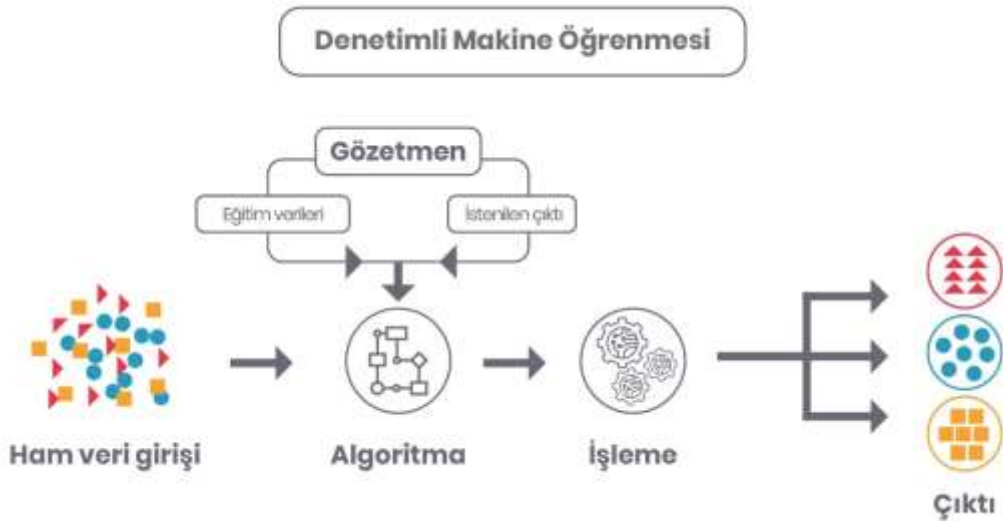 Denetimli Makine Öğrenmesi
Gözetmen
Eğitim verileri
İstenilen çıktı
Ham veri girişi
Algoritma
İşleme
Çıktı